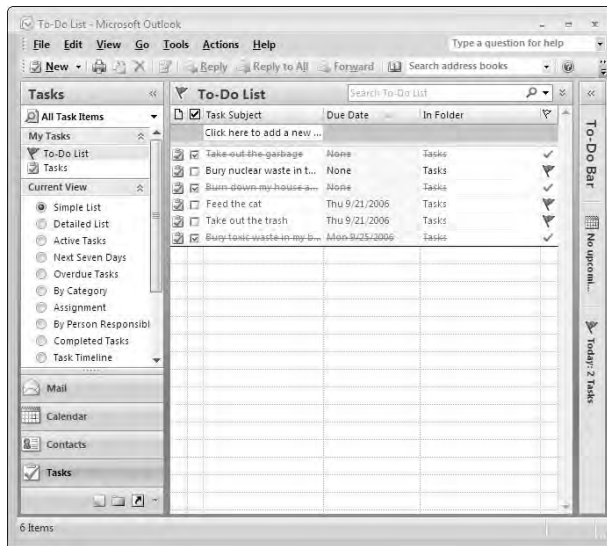 To-Do List - Microsoft Outlook
File Edit View Go Tools Actions Help
Type a question for help
New
Reply Reply to All Forward Search address books
Tasks
All Task Items
My Tasks
To-Do List
Tasks
Current View
Simple List
Detailed List
Active Tasks
Next Seven Days
Overdue Tasks
By Category
Assignment
By Person Responsibl
Completed Tasks
Task Timeline
Mail
Calendar
Contacts
Tasks
To-Do List
Search To-Do List
Task Subject Due Date In Folder
Click here to add a new ...
Take out the garbage None Tasks
Bury nuclear waste in t... None Tasks
Burn down my house a... None Tasks
Feed the cat Thu 9/21/2006 Tasks
Take out the trash Thu 9/21/2006 Tasks
Bury toxic waste in my b... Mon 9/25/2006 Tasks
To-Do Bar
No upcomi...
Today: 2 Tasks
6 Items